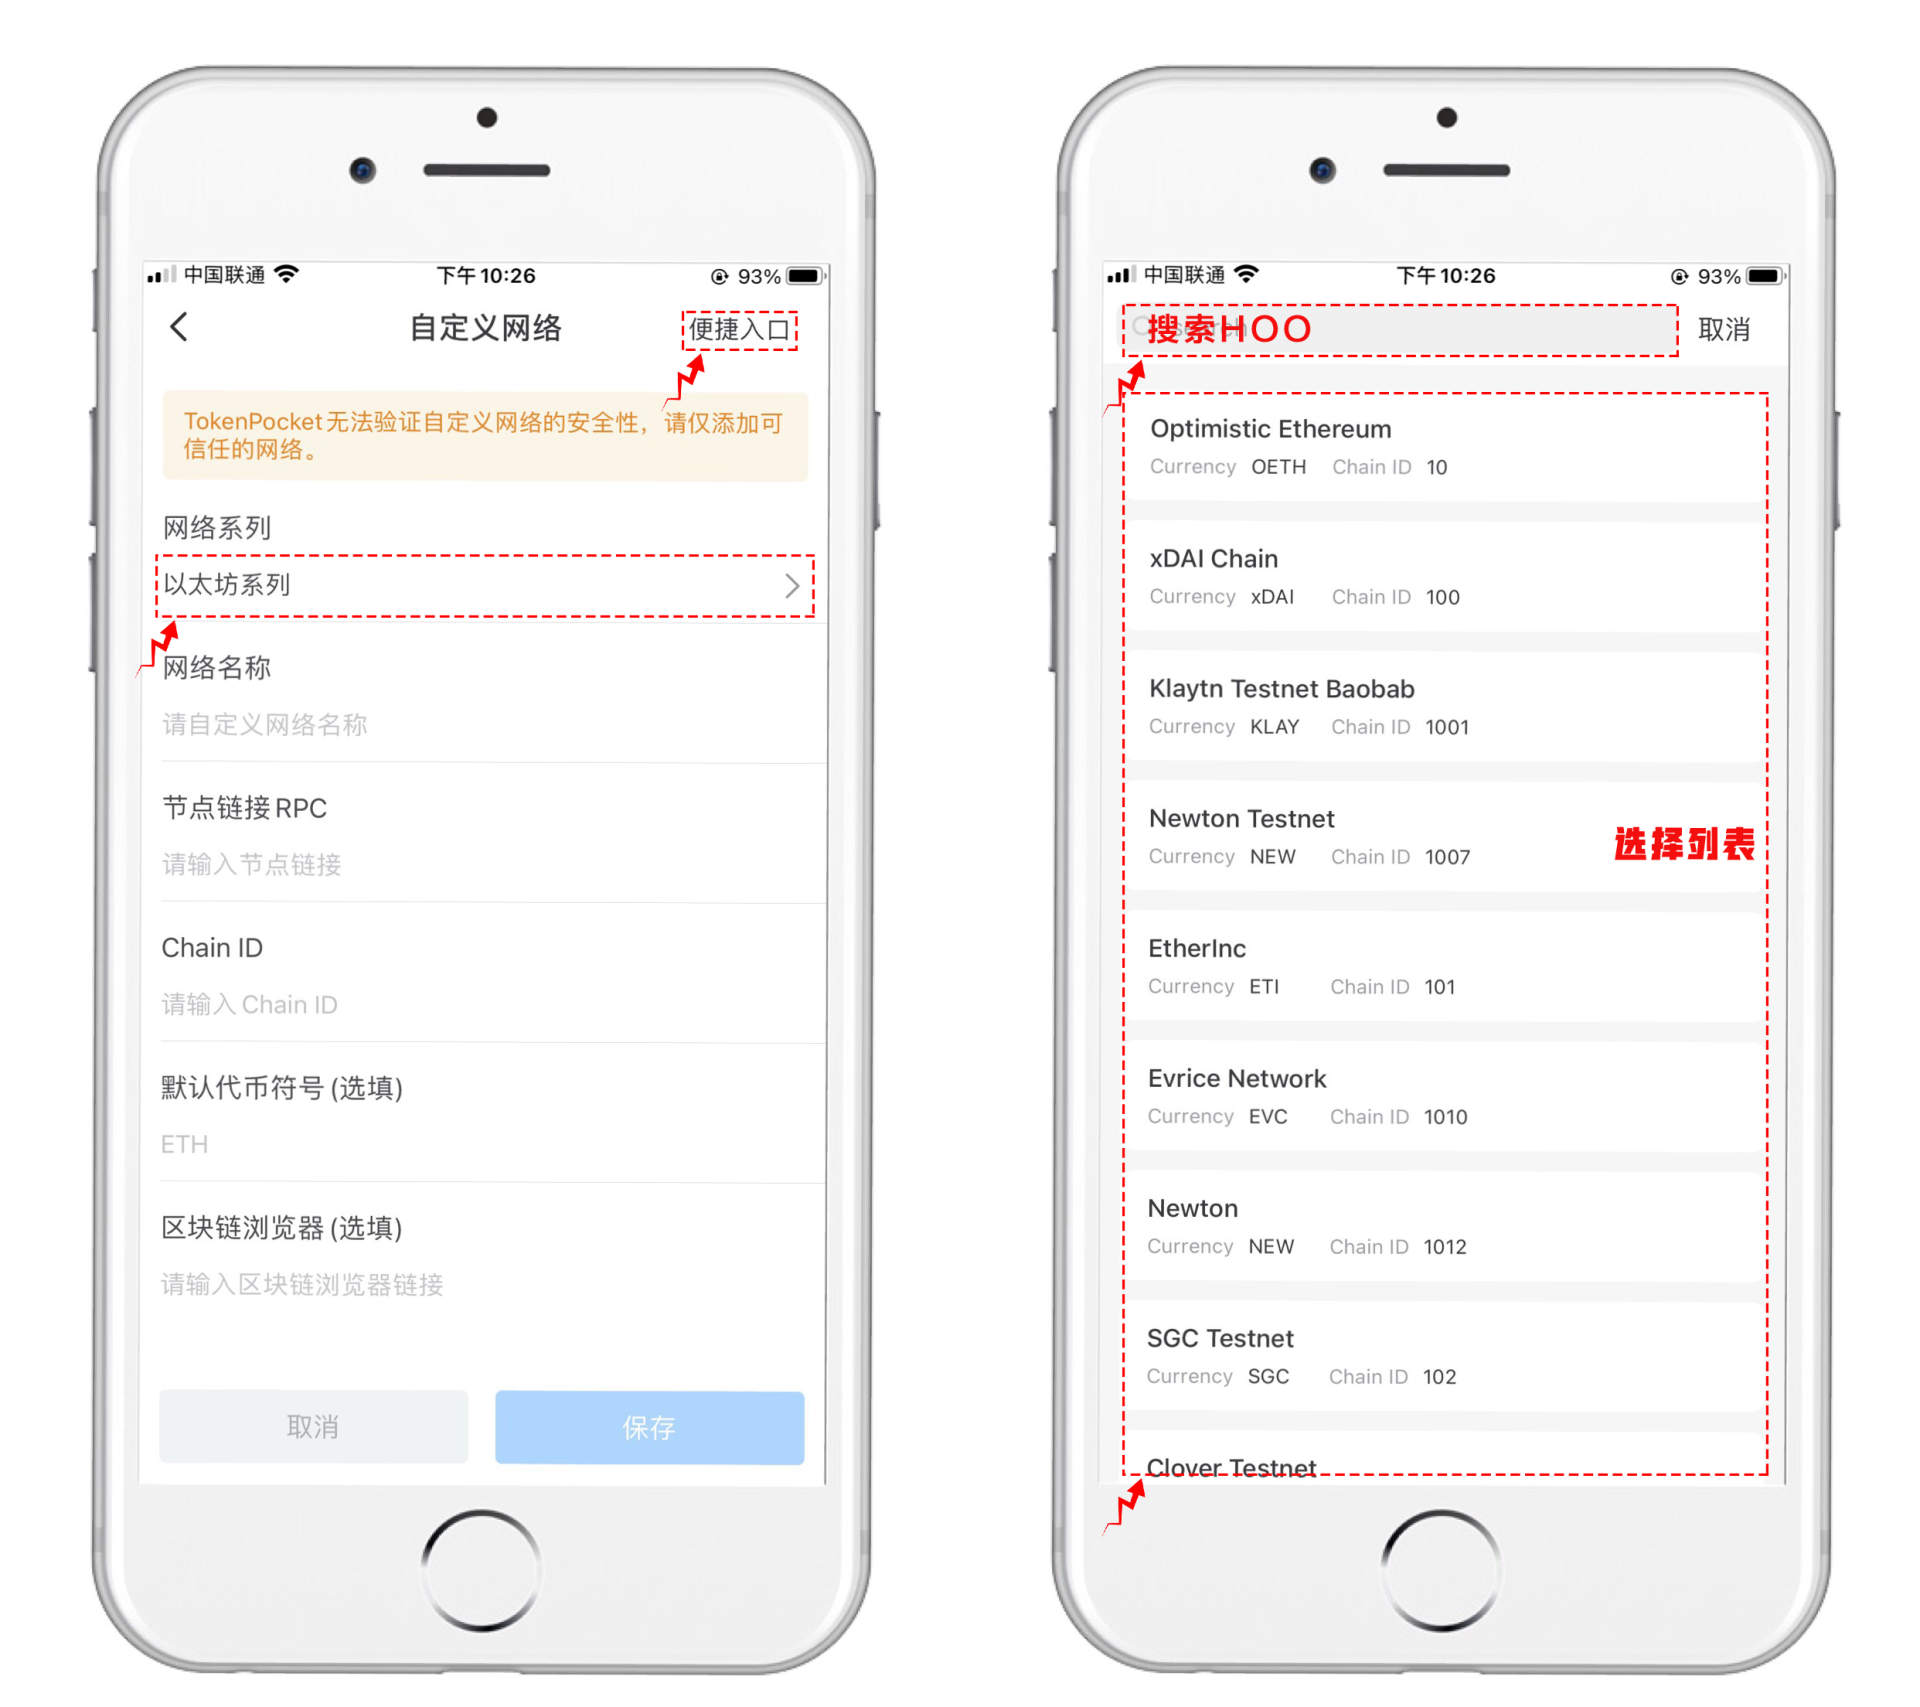 中国联通
下午10:26
93%
自定义网络
便捷入口
TokenPocket无法验证自定义网络的安全性，请仅添加可
信任的网络。
网络系列
以太坊系列
网络名称
请自定义网络名称
节点链接RPC
请输入节点链接
Chain ID
请输入 Chain ID
默认代币符号 (选填)
ETH
区块链浏览器 (选填)
请输入区块链浏览器链接
取消
保存
中国联通
下午10:26
93%
搜索HOO
取消
Optimistic Ethereum
Currency OETH Chain ID 10
xDAI Chain
Currency xDAI Chain ID 100
Klaytn Testnet Baobab
Currency KLAY Chain ID 1001
Newton Testnet
Currency NEW Chain ID 1007
选择列表
EtherInc
Currency ETI Chain ID 101
Evrice Network
Currency EVC Chain ID 1010
Newton
Currency NEW Chain ID 1012
SGC Testnet
Currency SGC Chain ID 102
Clover Testnet